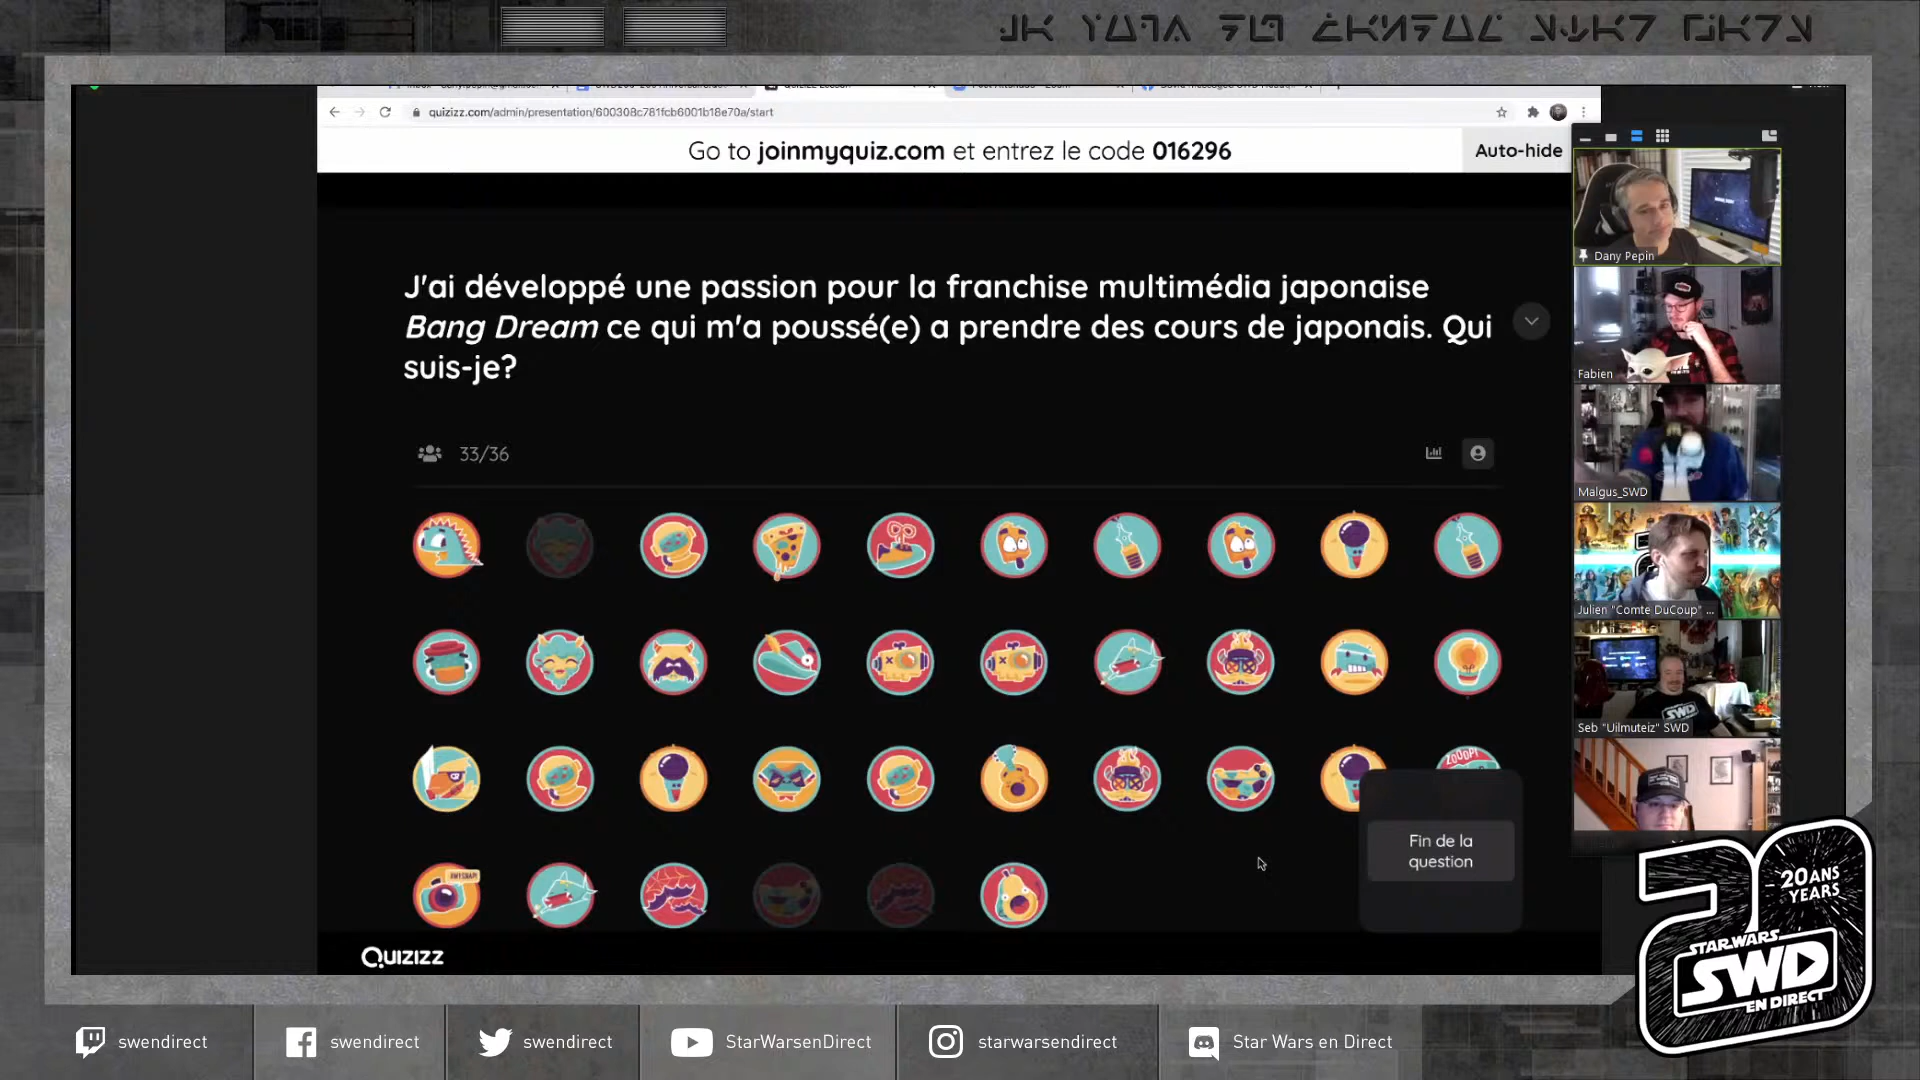 quizizz.com/admin/presentation/600308c781fcb6001b18e70a/start
Go to joinmyquiz.com et entrez le code 016296
Auto-hide
J'ai développé une passion pour la franchise multimédia japonaise
Bang Dream ce qui m'a poussé(e) a prendre des cours de japonais. Qui
suis-je?
33/36
ZOOOP!
Fin de la
question
QUIZIZZ
Dany Pepin
Fabien
Malgus_SWD
Julien "Comte DuCoup" ...
Seb "Uilmuteiz" SWD
SWD
20 ANS
YEARS
STAR WARS
SWD
EN DIRECT
swendirect
swendirect
swendirect
StarWarsenDirect
starwarsendirect
Star Wars en Direct